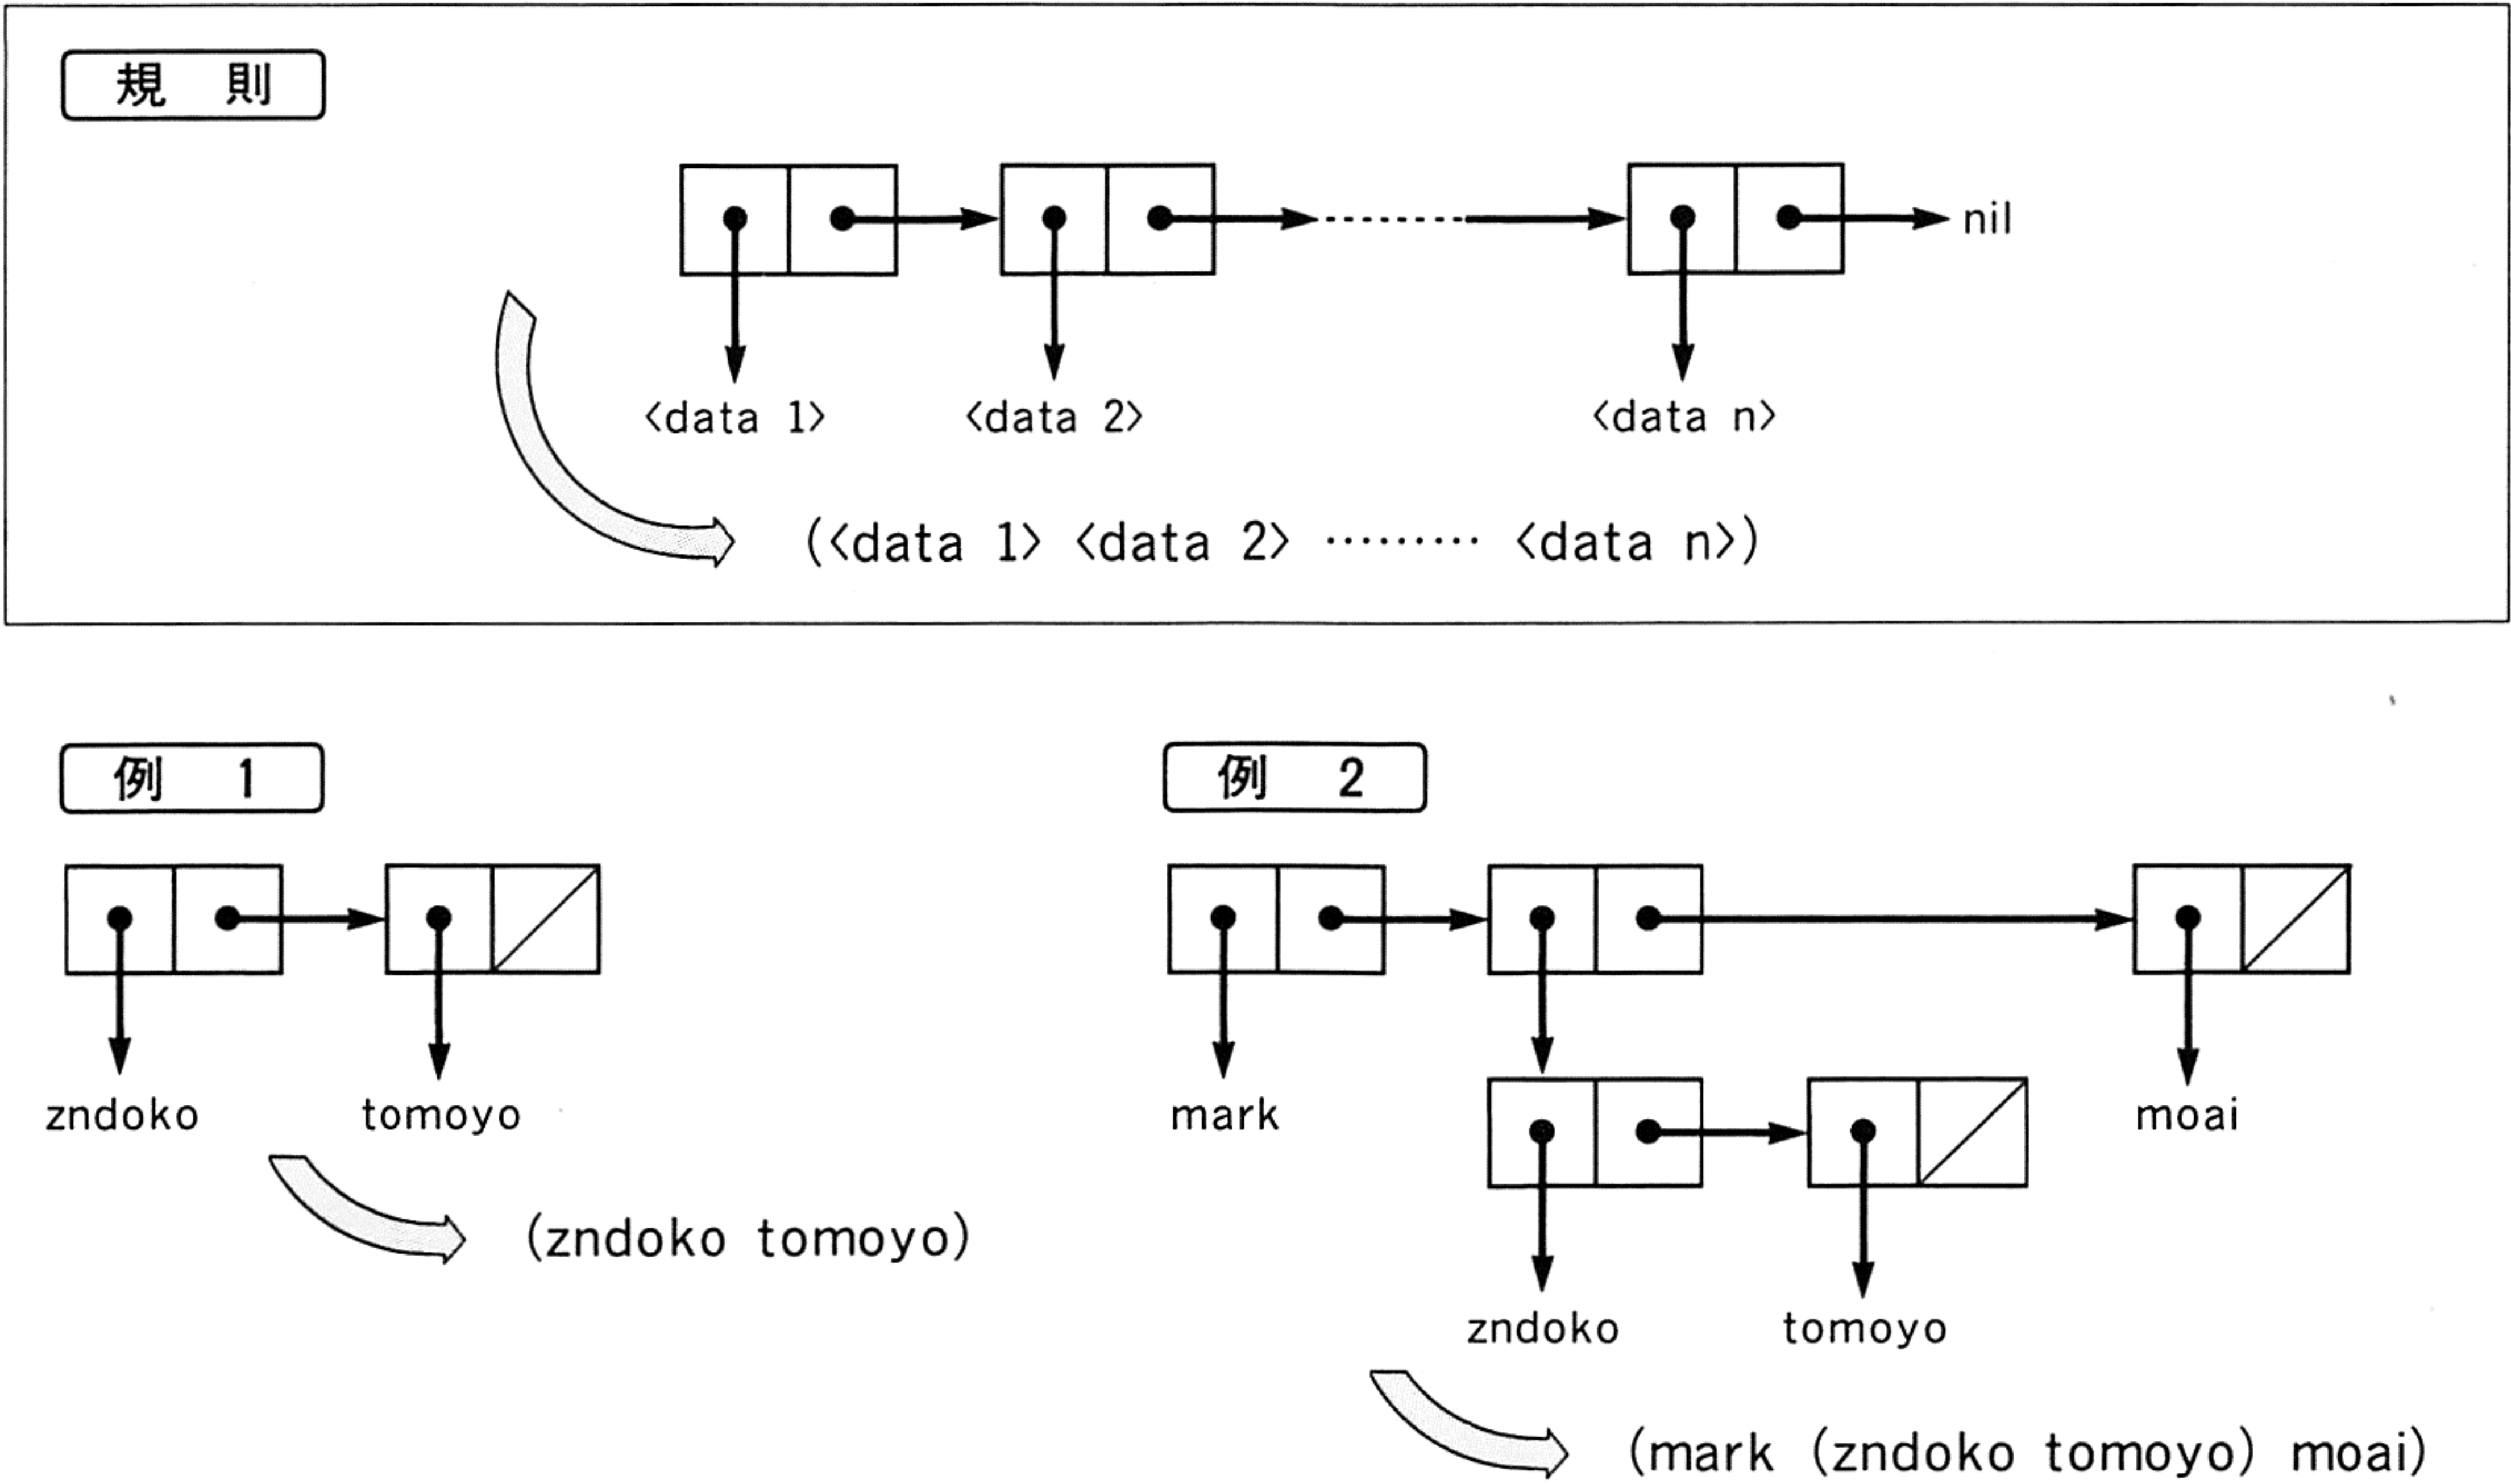 規 則
nil
<data 1> <data 2> <data n>
(<data 1> <data 2> ⋯⋯⋯ <data n>)
例 1
zndoko tomoyo
(zndoko tomoyo)
例 2
mark moai
zndoko tomoyo
(mark (zndoko tomoyo) moai)